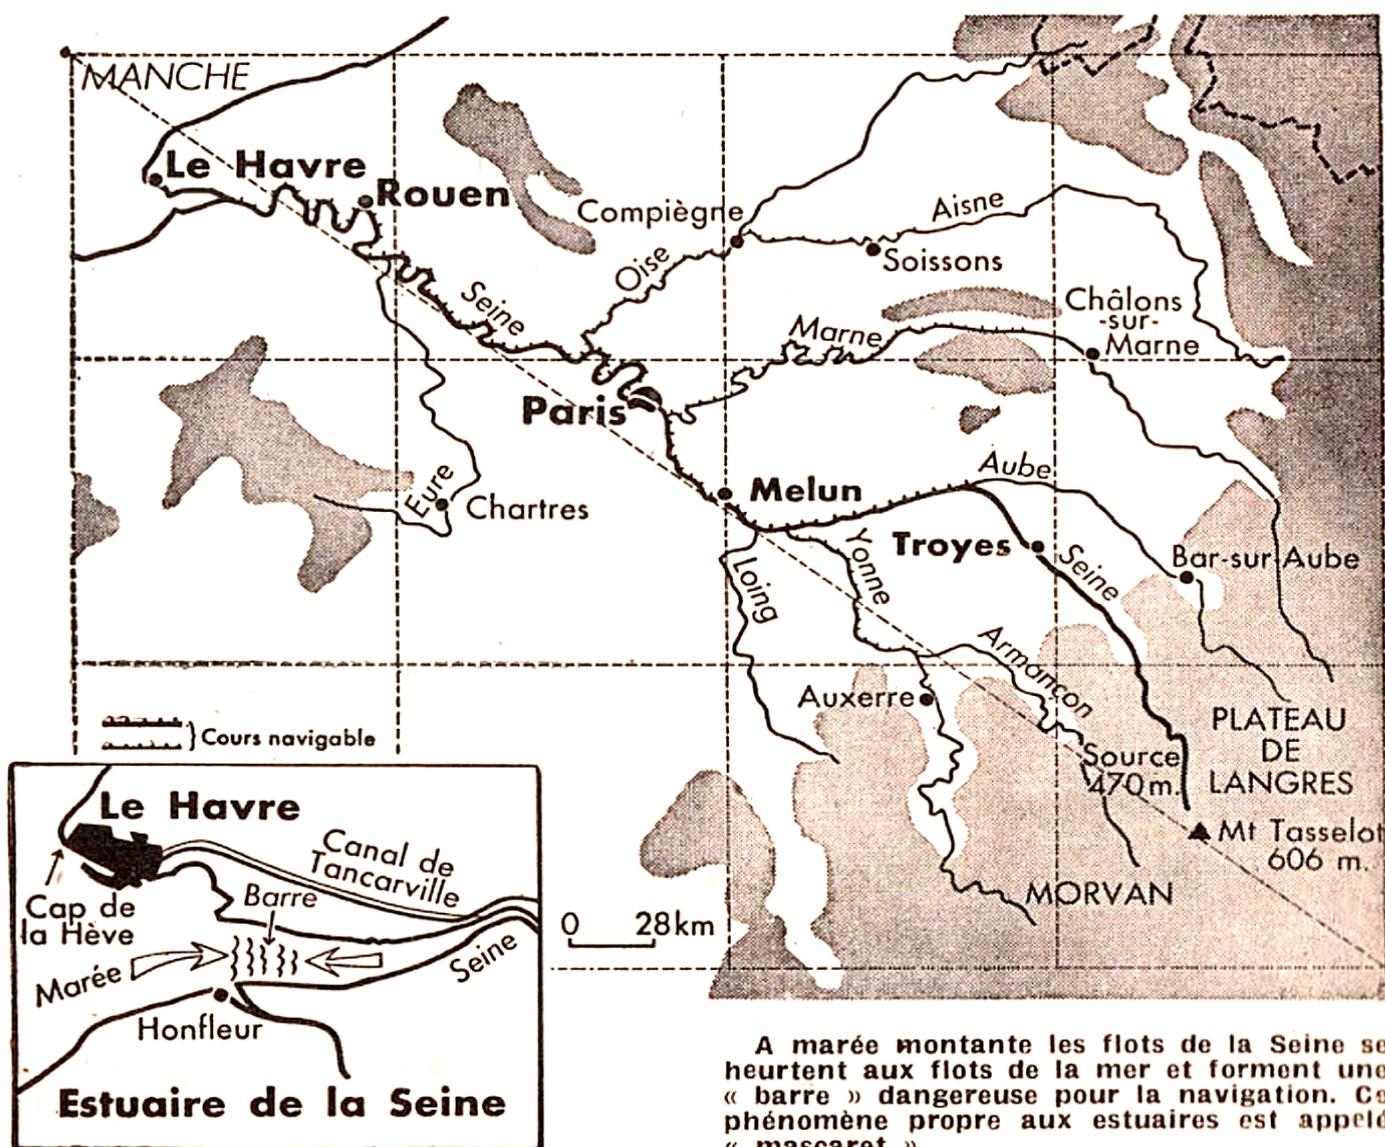 MANCHE
Le Havre
Rouen
Compiègne
Aisne
Oise
Soissons
Seine
Châlons
-sur-
Marne
Marne
Paris
Eure
Chartres
Melun
Aube
Troyes
Seine
Bar-sur-Aube
Yonne
Loing
Armançon
Auxerre
Source
470 m.
PLATEAU
DE
LANGRES
Mt Tasselot
606 m.
MORVAN
Cours navigable
0 28 km
Le Havre
Canal de
Tancarville
Barre
Cap de
la Hève
Marée
Seine
Honfleur
Estuaire de la Seine
A marée montante les flots de la Seine se
heurtent aux flots de la mer et forment une
« barre » dangereuse pour la navigation. Ce
phénomène propre aux estuaires est appelé
« mascaret »